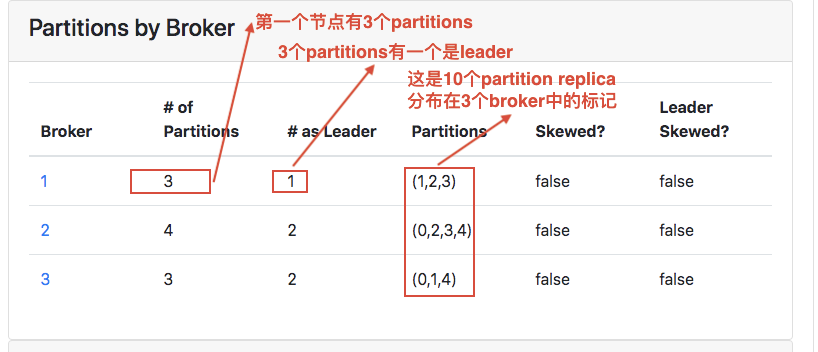 Partitions by Broker
第一个节点有3个partitions
3个partitions有一个是leader
这是10个partition replica
分布在3个broker中的标记
Broker # of Partitions # as Leader Partitions Skewed? Leader Skewed?
1 3 1 (1,2,3) false false
2 4 2 (0,2,3,4) false false
3 3 2 (0,1,4) false false